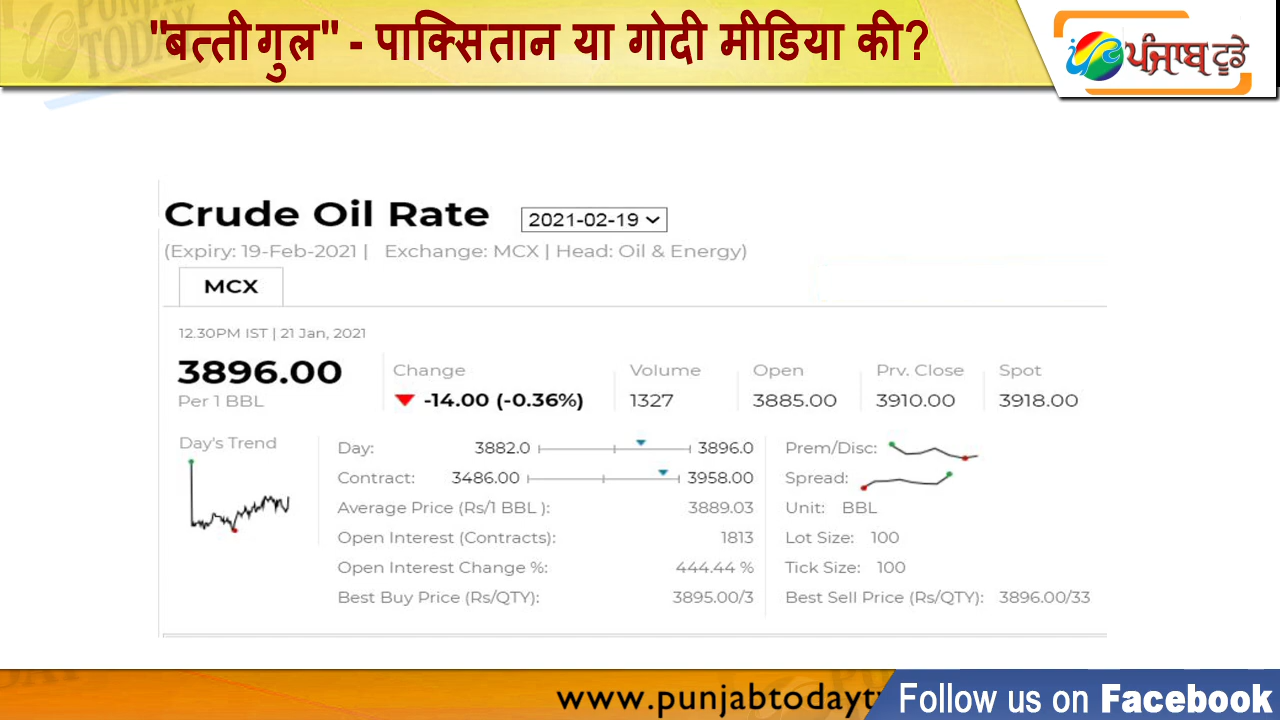 "बत्तीगुल" - पाक्सितान या गोदी मीडिया की?
ਪੰਜਾਬ ਟੂਡੇ
PUNJAB TODAY
Crude Oil Rate 2021-02-19
(Expiry: 19-Feb-2021 | Exchange: MCX | Head: Oil & Energy)
MCX
12.30PM IST | 21 Jan, 2021
3896.00
Per 1 BBL
Change
-14.00 (-0.36%)
Volume
1327
Open
3885.00
Prv. Close
3910.00
Spot
3918.00
Day's Trend
Day: 3882.0 3896.0
Contract: 3486.00 3958.00
Average Price (Rs/1 BBL ): 3889.03
Open Interest (Contracts): 1813
Open Interest Change %: 444.44 %
Best Buy Price (Rs/QTY): 3895.00/3
Prem/Disc:
Spread:
Unit: BBL
Lot Size: 100
Tick Size: 100
Best Sell Price (Rs/QTY): 3896.00/33
www.punjabtodaytv
Follow us on Facebook